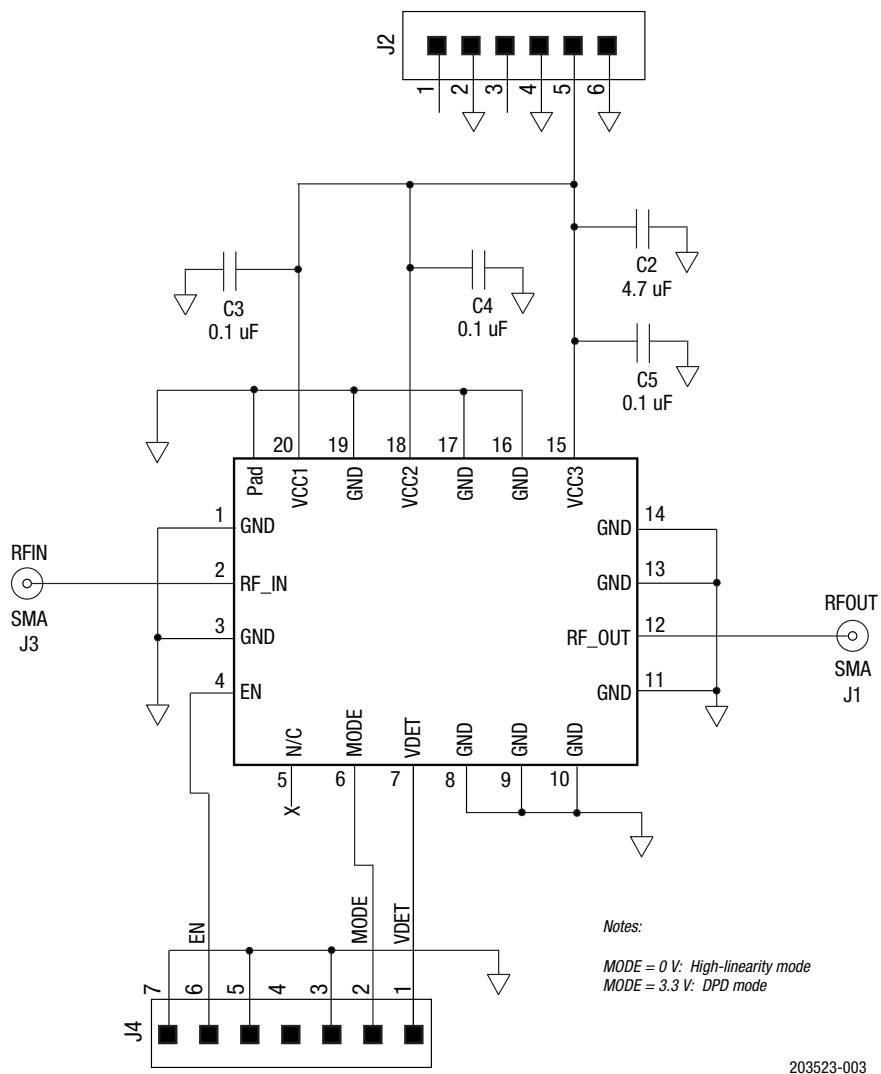 J2
1
2
3
4
5
6
C2
4.7 uF
C3
0.1 uF
C4
0.1 uF
C5
0.1 uF
20
19
18
17
16
15
Pad
VCC1
GND
VCC2
GND
GND
VCC3
1
GND
GND
14
RFIN
2
RF_IN
GND
13
SMA
J3
3
GND
RF_OUT
12
RFOUT
SMA
J1
4
EN
GND
11
N/C
MODE
VDET
GND
GND
GND
5
6
7
8
9
10
X
EN
MODE
VDET
Notes:
MODE = 0 V: High-linearity mode
MODE = 3.3 V: DPD mode
7
6
5
4
3
2
1
J4
203523-003